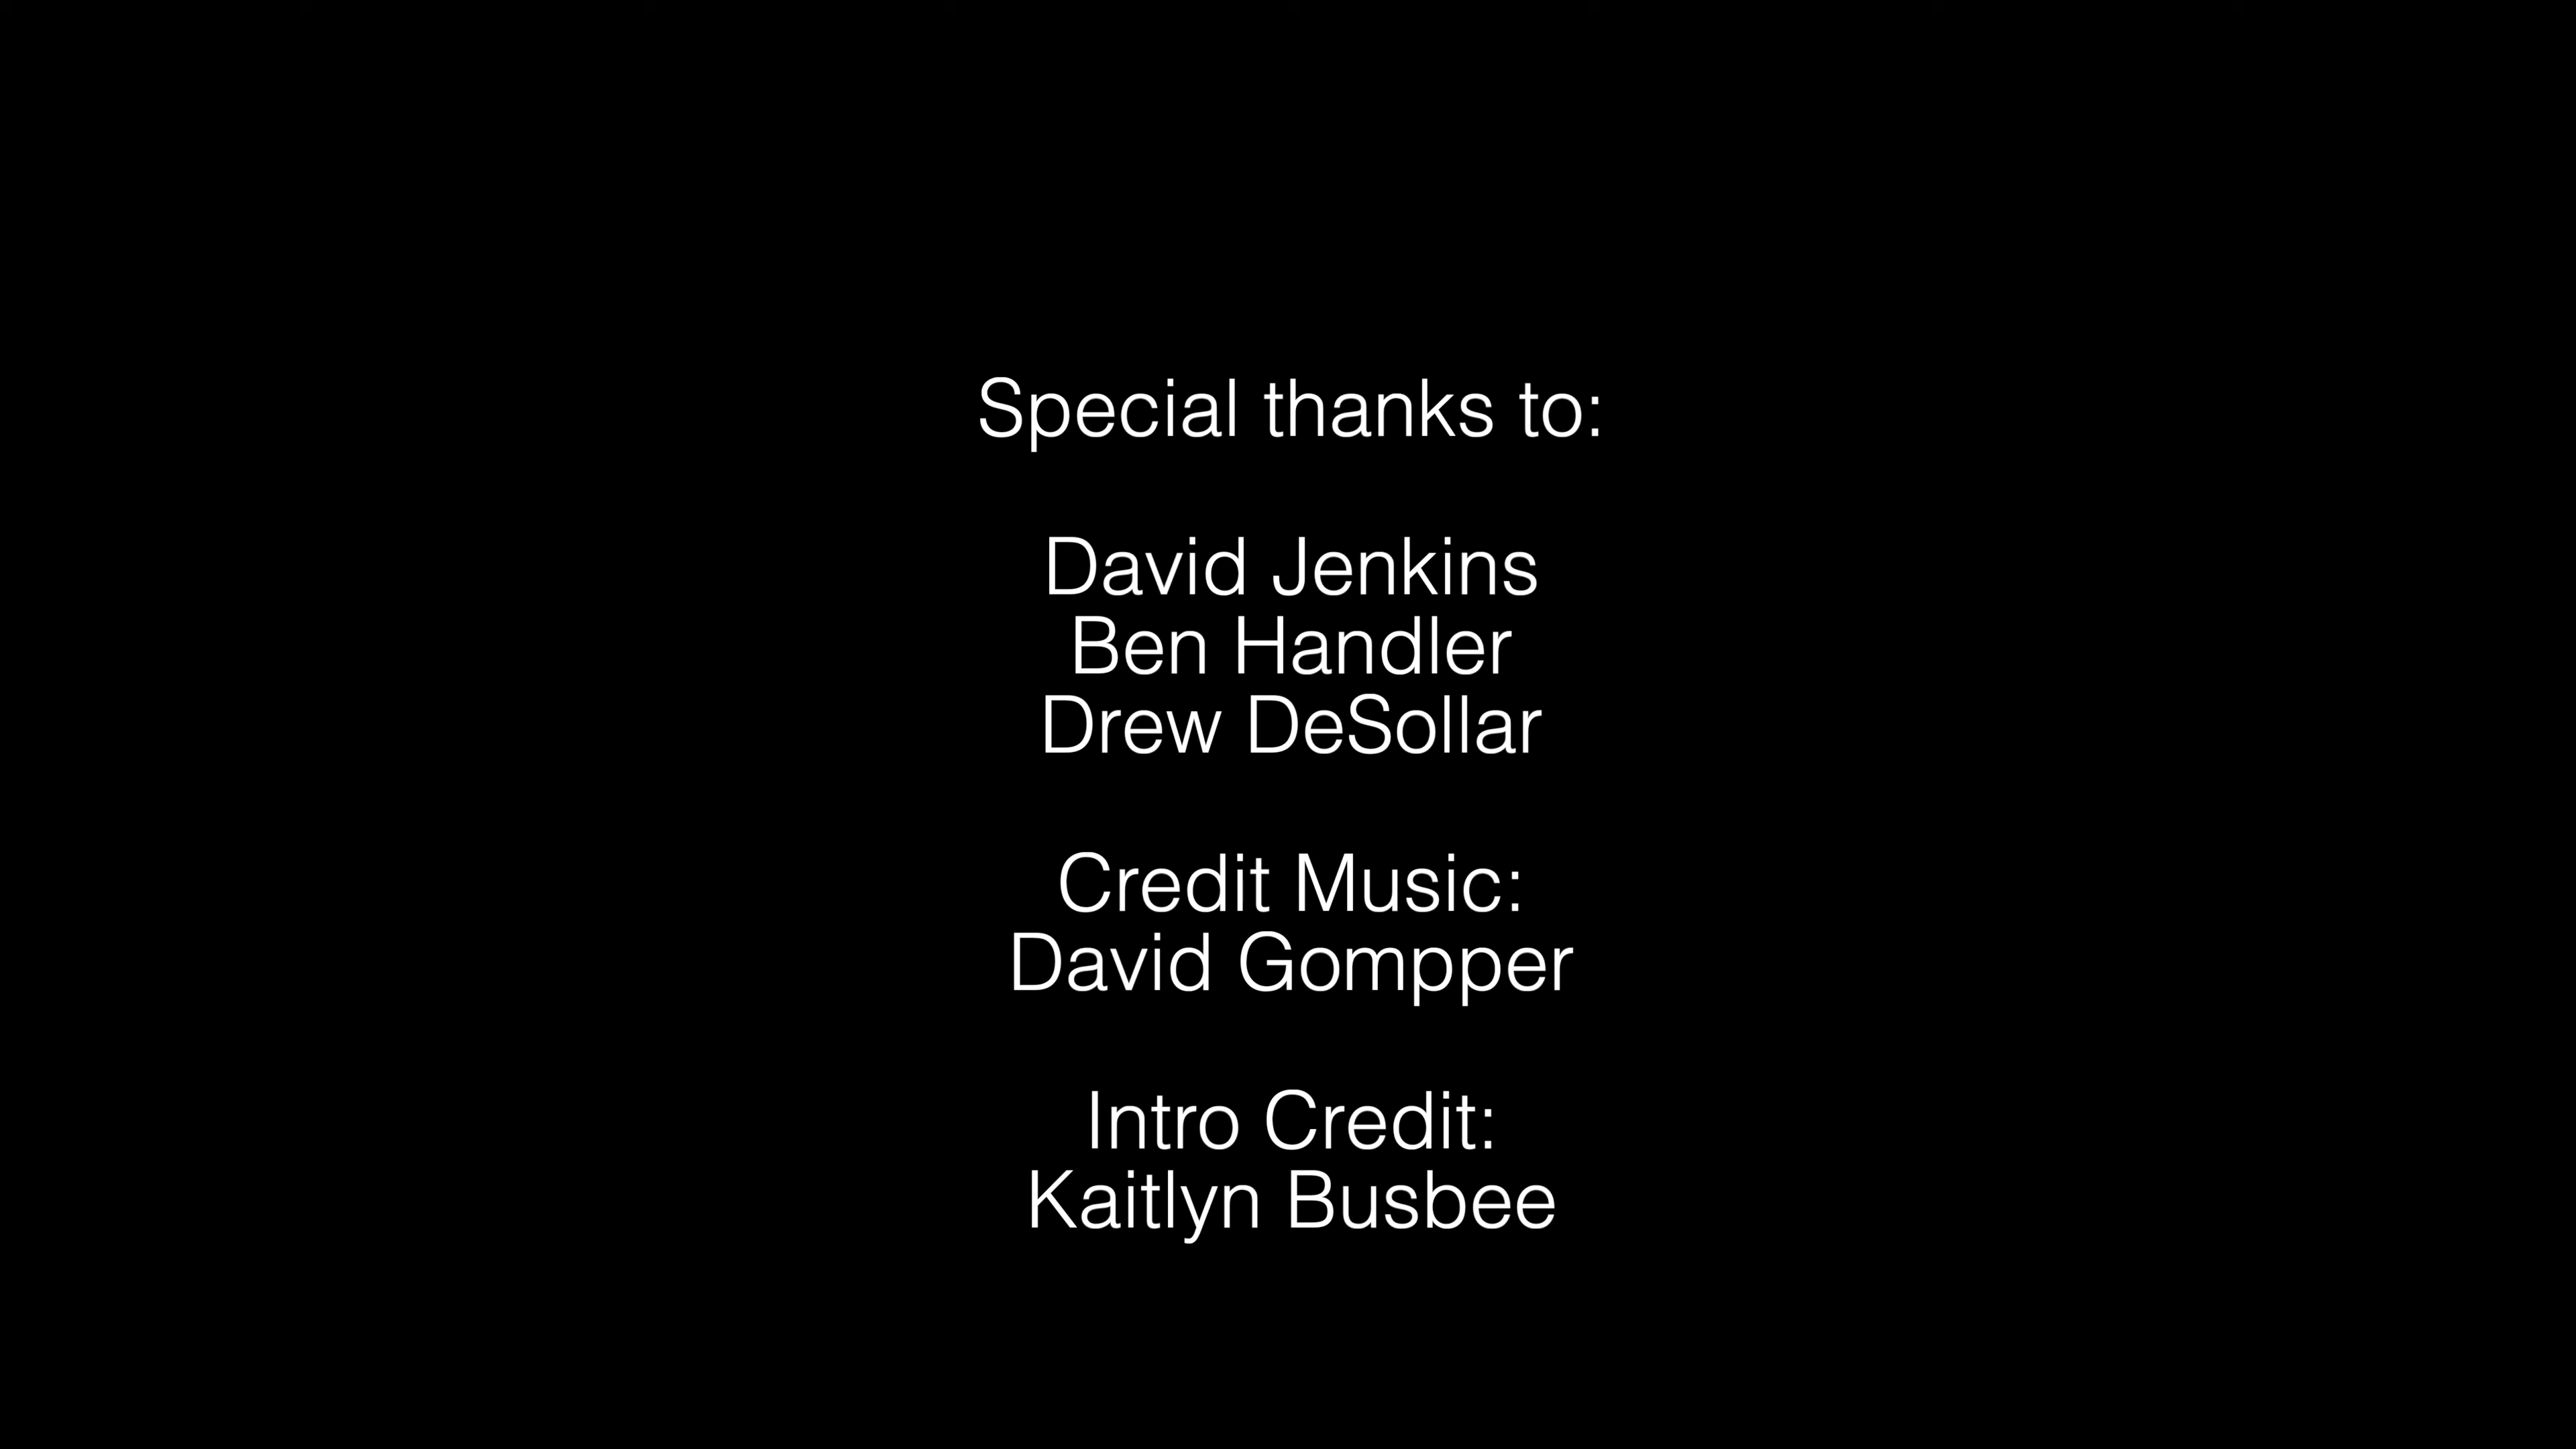 Special thanks to:
David Jenkins
Ben Handler
Drew DeSollar
Credit Music:
David Gompper
Intro Credit:
Kaitlyn Busbee